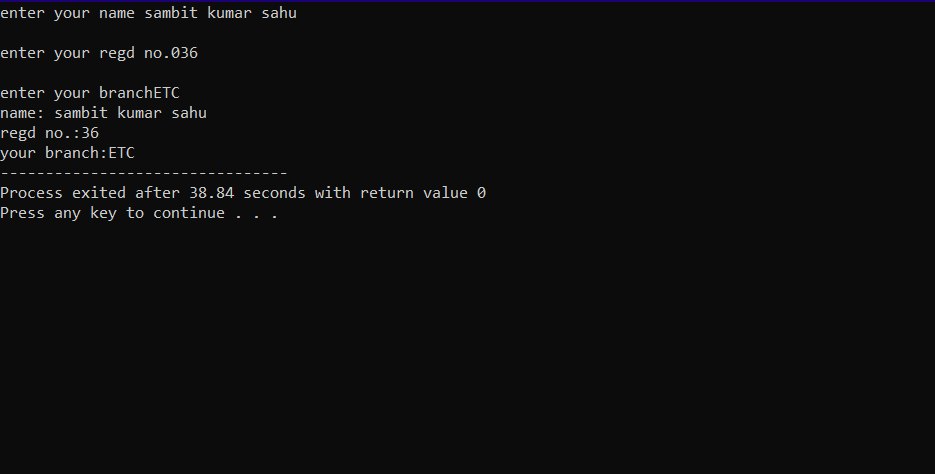 enter your name sambit kumar sahu
enter your regd no.036
enter your branchETC
name: sambit kumar sahu
regd no.:36
your branch:ETC
--------------------------------
Process exited after 38.84 seconds with return value 0
Press any key to continue . . .